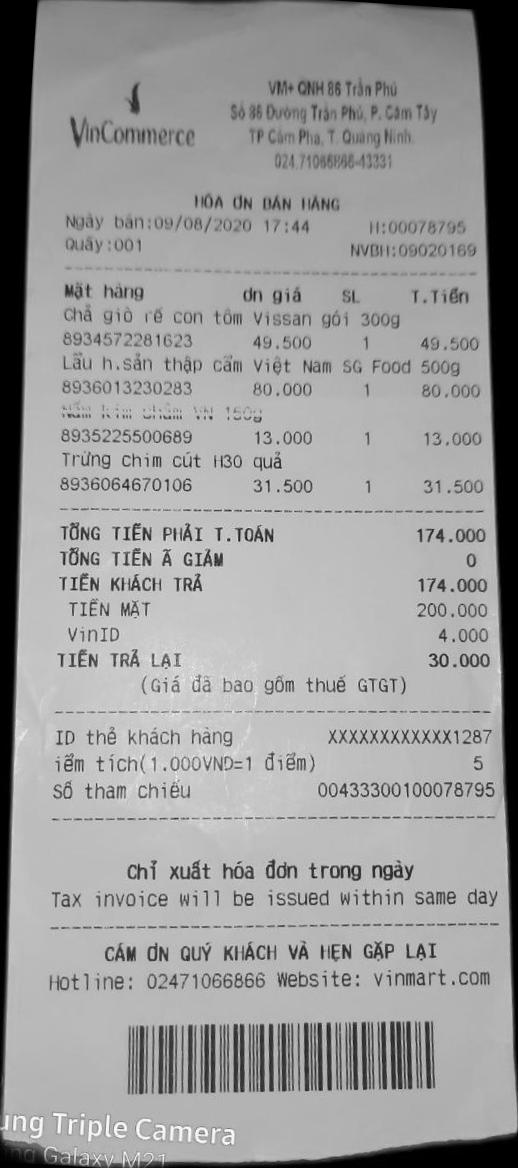 VM+ QNH 86 Trần Phú
Số 86 Đường Trần Phú, P. Cẩm Tây
TP Cẩm Phả, T. Quảng Ninh
024.71066866-43331
VinCommerce
HÓA ƠN BÁN HÀNG
Ngày bán:09/08/2020 17:44 H:00078795
Quầy:001 NVBH:09020169
Mặt hàng ơn giá SL T.Tiền
Chả giò rế con tôm Vissan gói 300g
8934572281623 49.500 1 49.500
Lẩu h.sản thập cẩm Việt Nam SG Food 500g
8936013230283 80.000 1 80.000
Nấm kim châm VN 150g
8935225500689 13.000 1 13.000
Trứng chim cút H30 quả
8936064670106 31.500 1 31.500
TỔNG TIỀN PHẢI T.TOÁN 174.000
TỔNG TIỀN Ã GIẢM 0
TIỀN KHÁCH TRẢ 174.000
TIỀN MẶT 200.000
VinID 4.000
TIỀN TRẢ LẠI 30.000
(Giá đã bao gồm thuế GTGT)
ID thẻ khách hàng XXXXXXXXXXXX1287
iểm tích(1.000VND=1 điểm) 5
Số tham chiếu 00433300100078795
Chỉ xuất hóa đơn trong ngày
Tax invoice will be issued within same day
CẢM ƠN QUÝ KHÁCH VÀ HẸN GẶP LẠI
Hotline: 02471066866 Website: vinmart.com
ung Triple Camera
ng Galaxy M21